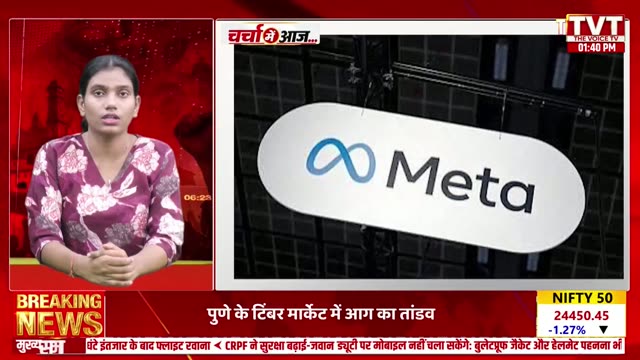 चर्चा में आज...
TVT
THE VOICE TV
01:40 PM
Meta
06:23
BREAKING NEWS
पुणे के टिंबर मार्केट में आग का तांडव
NIFTY 50
24450.45
-1.27%
घंटे इंतजार के बाद फ्लाइट रवाना < CRPF ने सुरक्षा बढ़ाई-जवान ड्यूटी पर मोबाइल नहीं चला सकेंगे: बुलेटप्रूफ जैकेट और हेलमेट पहनना भी